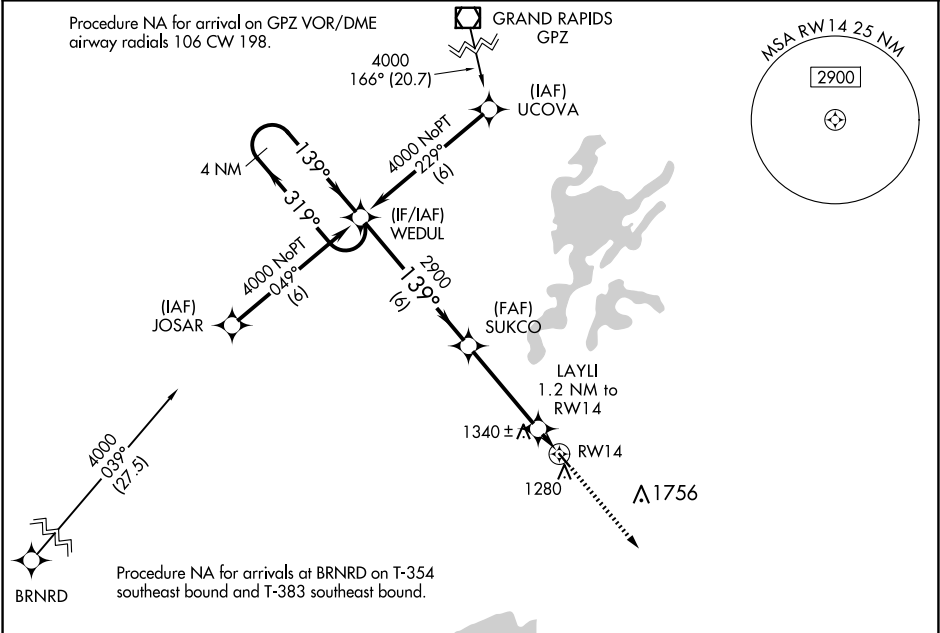 Procedure NA for arrival on GPZ VOR/DME
airway radials 106 CW 198.
GRAND RAPIDS
GPZ
4000
166° (20.7)
(IAF)
UCOVA
MSA RW14 25 NM
2900
4 NM
139°
319°
4000 NoPT
229°
(6)
(IF/IAF)
WEDUL
4000 NoPT
049°
(6)
(IAF)
JOSAR
2900
139°
(6)
(FAF)
SUKCO
LAYLI
1.2 NM to
RW14
1340 ±
RW14
1280
1756
4000
039°
(27.5)
BRNRD
Procedure NA for arrivals at BRNRD on T-354
southeast bound and T-383 southeast bound.